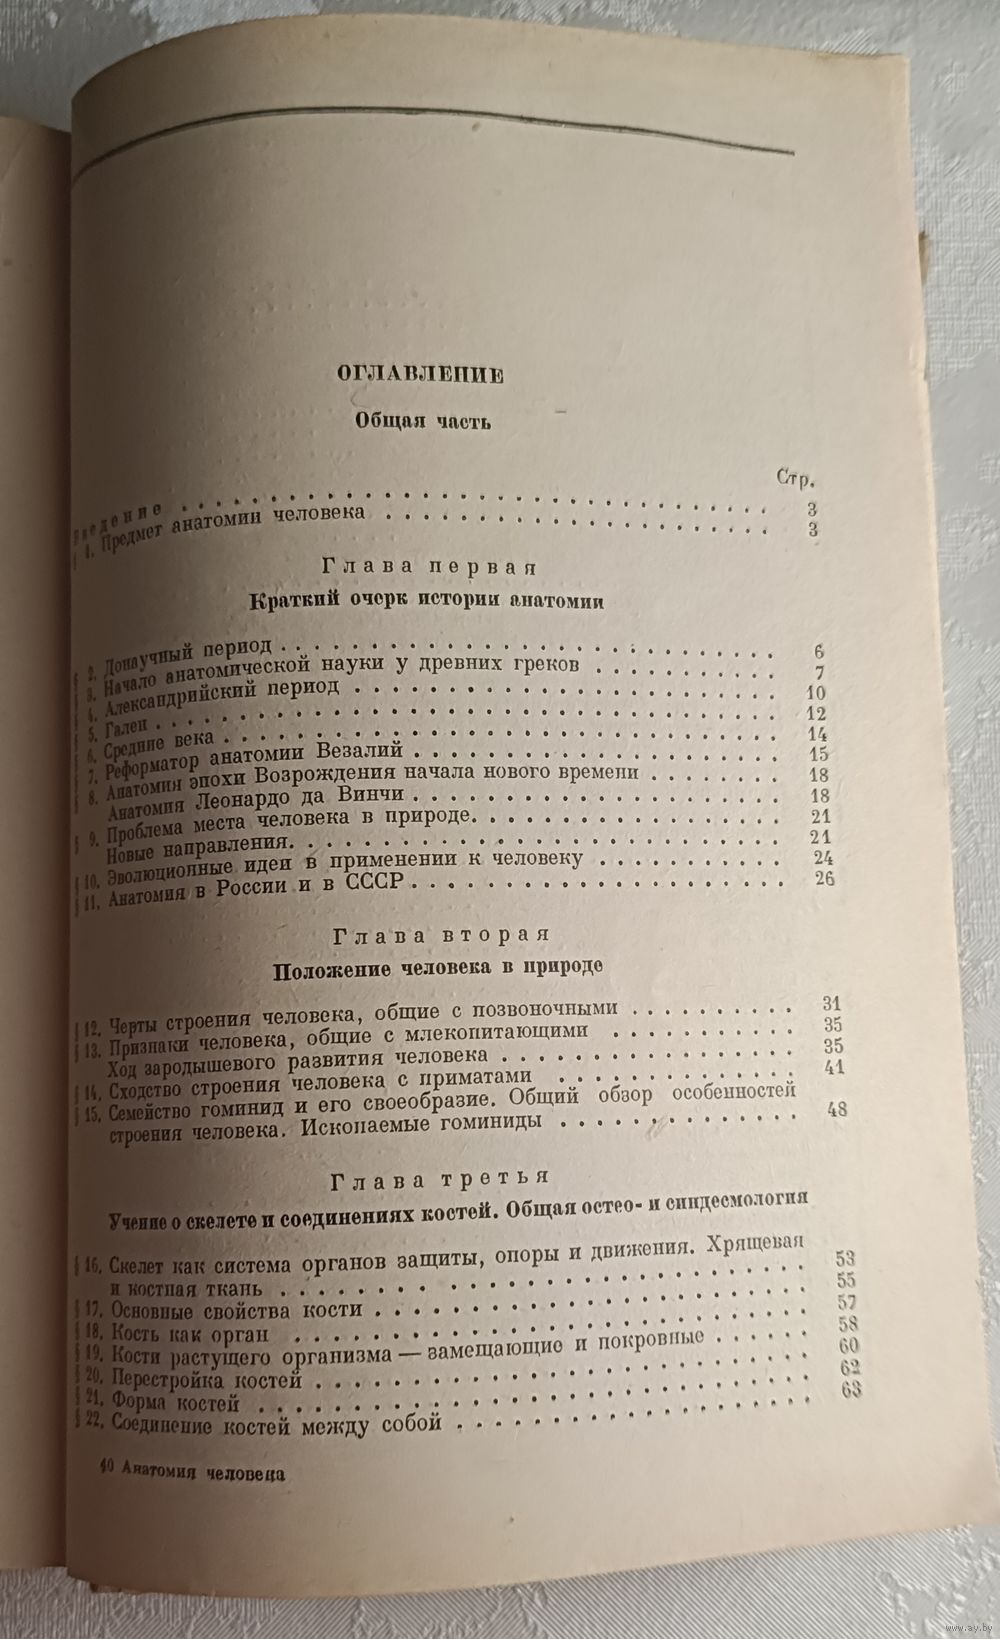 ОГЛАВЛЕНИЕ
Общая часть
Стр.
Введение . . . . . . . . . . . . . . . . . . . . . . . . . . 3
§ 1. Предмет анатомии человека . . . . . . . . . . . . . . . . . . 3
Глава первая
Краткий очерк истории анатомии
§ 2. Донаучный период . . . . . . . . . . . . . . . . . . . . . . 6
§ 3. Начало анатомической науки у древних греков . . . . . . . . . . 7
§ 4. Александрийский период . . . . . . . . . . . . . . . . . . . 10
§ 5. Гален . . . . . . . . . . . . . . . . . . . . . . . . . . . 12
§ 6. Средние века . . . . . . . . . . . . . . . . . . . . . . . . 14
§ 7. Реформатор анатомии Везалий . . . . . . . . . . . . . . . . . 15
§ 8. Анатомия эпохи Возрождения начала нового времени . . . . . . . 18
Анатомия Леонардо да Винчи . . . . . . . . . . . . . . . . . 18
§ 9. Проблема места человека в природе. . . . . . . . . . . . . . . 21
Новые направления. . . . . . . . . . . . . . . . . . . . . . 21
§ 10. Эволюционные идеи в применении к человеку . . . . . . . . . . 24
§ 11. Анатомия в России и в СССР . . . . . . . . . . . . . . . . . 26
Глава вторая
Положение человека в природе
§ 12. Черты строения человека, общие с позвоночными . . . . . . . . . 31
§ 13. Признаки человека, общие с млекопитающими . . . . . . . . . . 35
Ход зародышевого развития человека . . . . . . . . . . . . . . 35
§ 14. Сходство строения человека с приматами . . . . . . . . . . . . 41
§ 15. Семейство гоминид и его своеобразие. Общий обзор особенностей
строения человека. Ископаемые гоминиды . . . . . . . . . . . . 48
Глава третья
Учение о скелете и соединениях костей. Общая остео- и синдесмология
§ 16. Скелет как система органов защиты, опоры и движения. Хрящевая
и костная ткань . . . . . . . . . . . . . . . . . . . . . . . 53
§ 17. Основные свойства кости . . . . . . . . . . . . . . . . . . . 55
§ 18. Кость как орган . . . . . . . . . . . . . . . . . . . . . . 57
§ 19. Кости растущего организма — замещающие и покровные . . . . . . 58
§ 20. Перестройка костей . . . . . . . . . . . . . . . . . . . . . 60
§ 21. Форма костей . . . . . . . . . . . . . . . . . . . . . . . . 62
§ 22. Соединение костей между собой . . . . . . . . . . . . . . . . 63
40 Анатомия человеца
www.ay.by